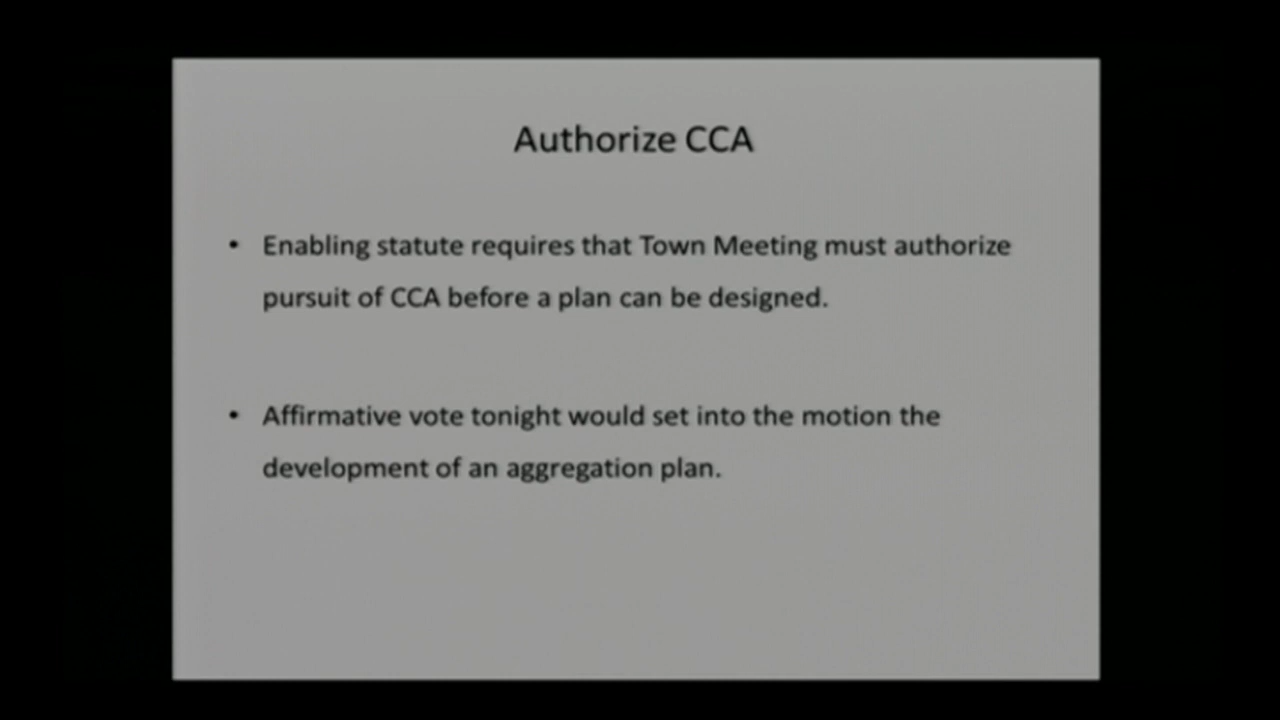 Authorize CCA
• Enabling statute requires that Town Meeting must authorize
pursuit of CCA before a plan can be designed.
• Affirmative vote tonight would set into the motion the
development of an aggregation plan.